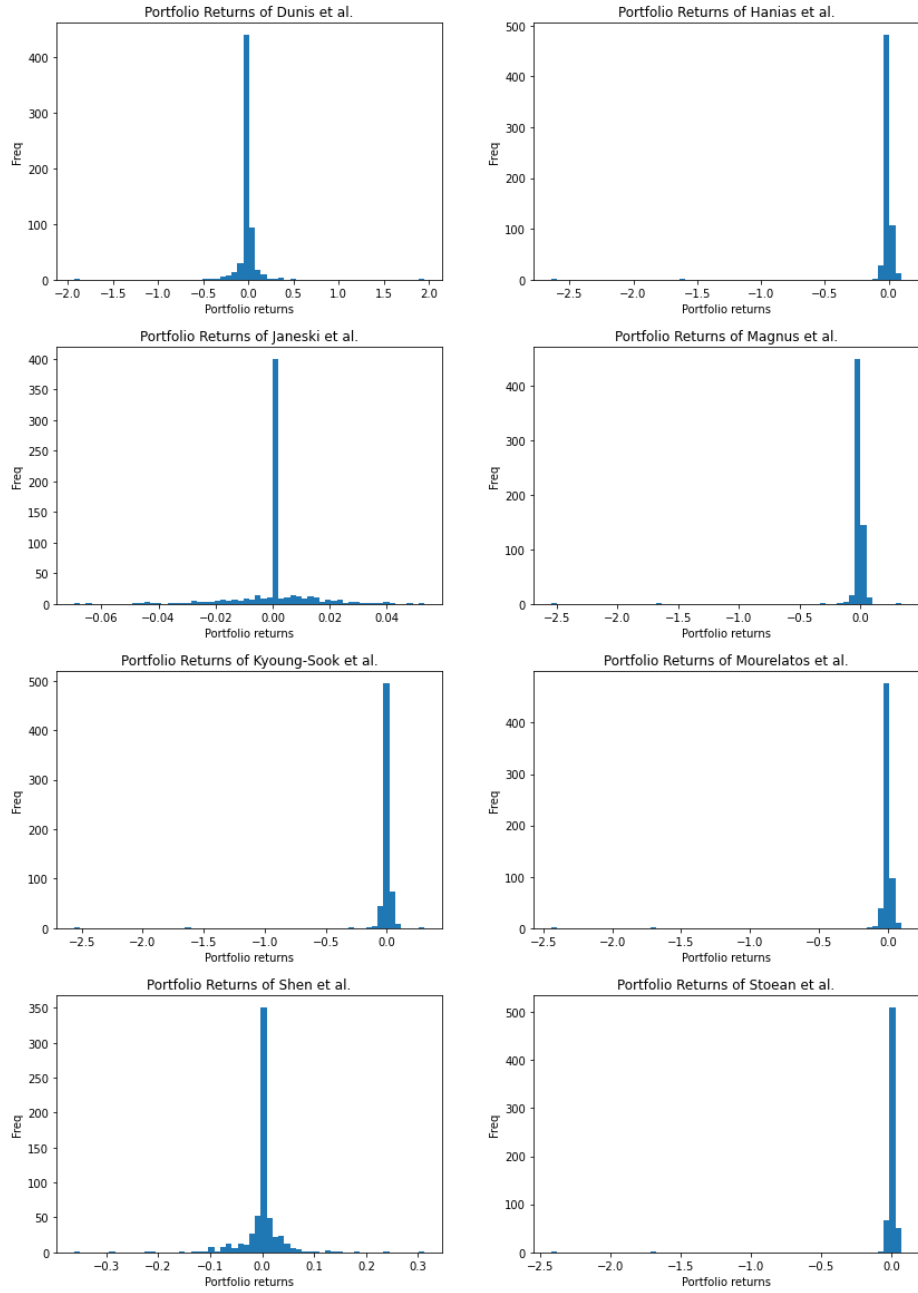 Portfolio Returns of Dunis et al.
400
300
200
100
0
Freq
−2.0 −1.5 −1.0 −0.5 0.0 0.5 1.0 1.5 2.0
Portfolio returns
Portfolio Returns of Hanias et al.
500
400
300
200
100
0
Freq
−2.5 −2.0 −1.5 −1.0 −0.5 0.0
Portfolio returns
Portfolio Returns of Janeski et al.
400
350
300
250
200
150
100
50
0
Freq
−0.06 −0.04 −0.02 0.00 0.02 0.04
Portfolio returns
Portfolio Returns of Magnus et al.
400
300
200
100
0
Freq
−2.5 −2.0 −1.5 −1.0 −0.5 0.0
Portfolio returns
Portfolio Returns of Kyoung-Sook et al.
500
400
300
200
100
0
Freq
−2.5 −2.0 −1.5 −1.0 −0.5 0.0
Portfolio returns
Portfolio Returns of Mourelatos et al.
400
300
200
100
0
Freq
−2.5 −2.0 −1.5 −1.0 −0.5 0.0
Portfolio returns
Portfolio Returns of Shen et al.
350
300
250
200
150
100
50
0
Freq
−0.3 −0.2 −0.1 0.0 0.1 0.2 0.3
Portfolio returns
Portfolio Returns of Stoean et al.
500
400
300
200
100
0
Freq
−2.5 −2.0 −1.5 −1.0 −0.5 0.0
Portfolio returns